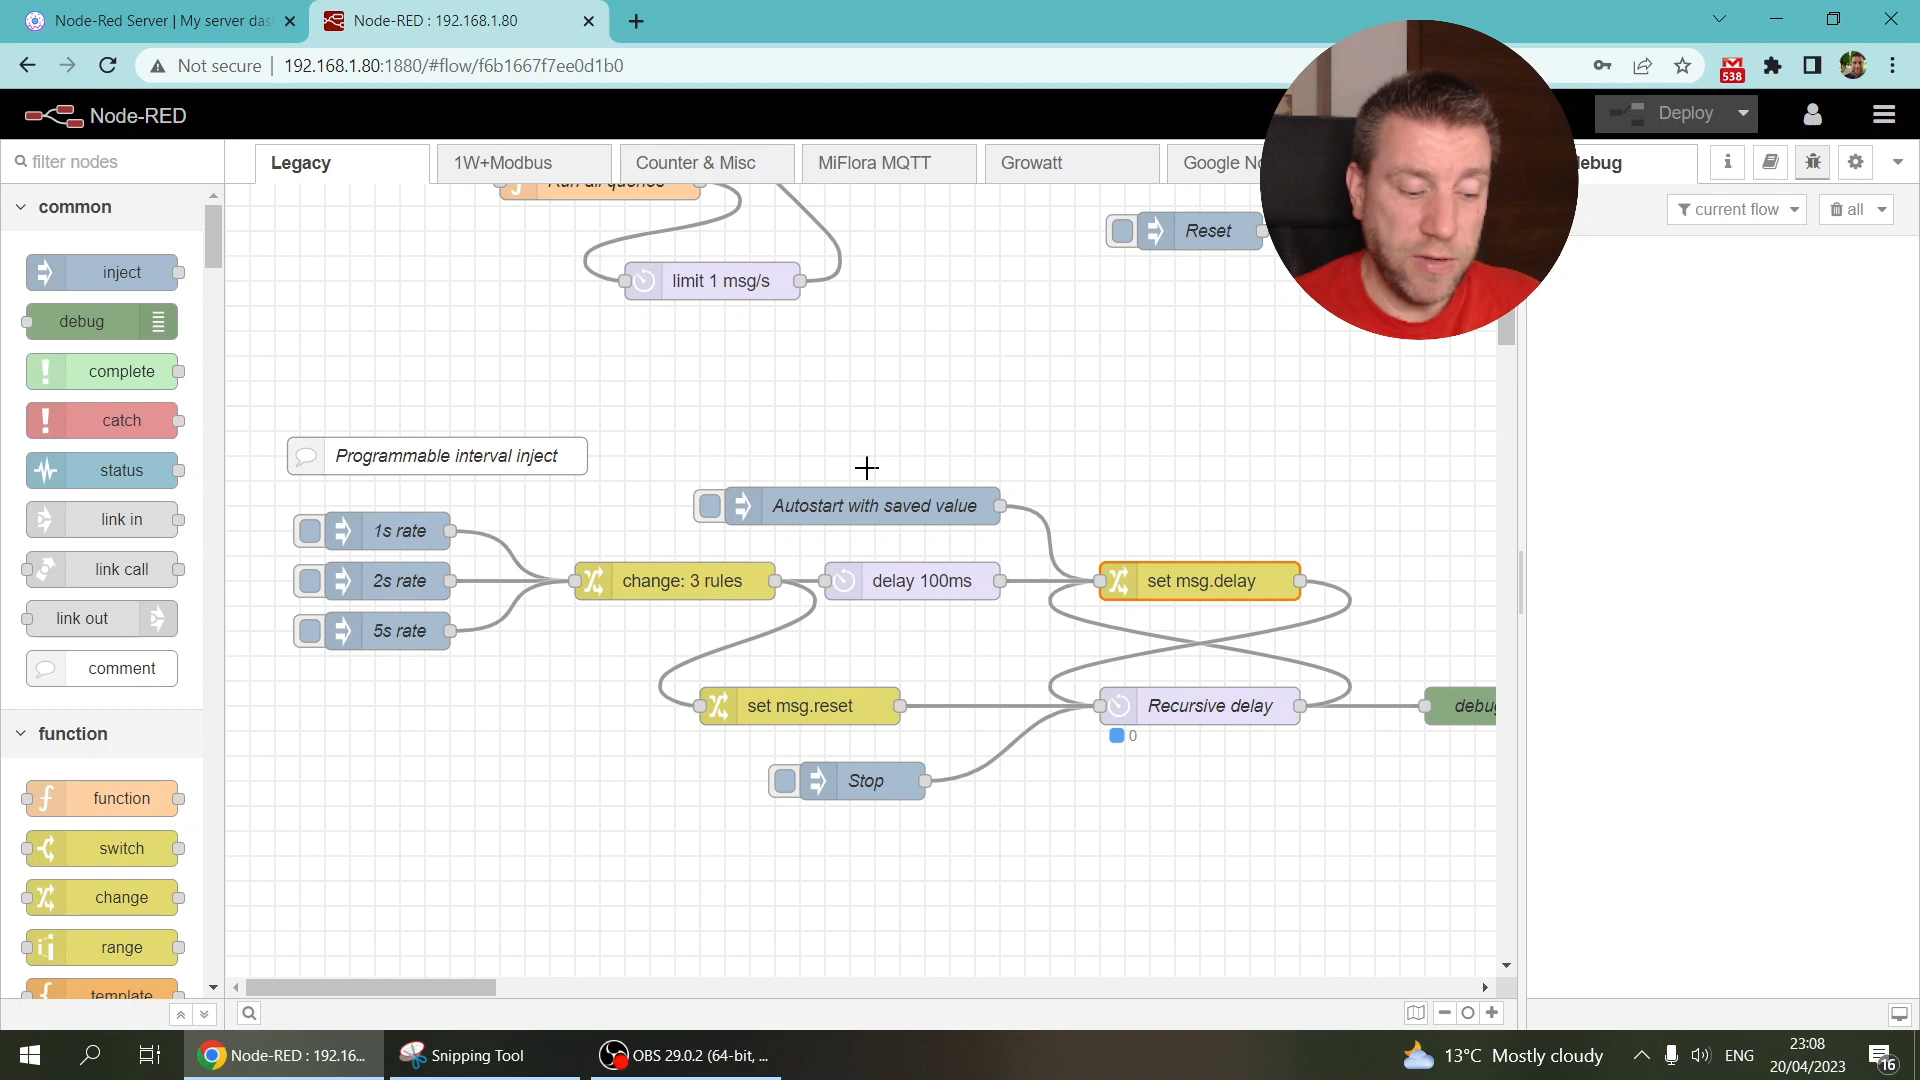 Node-Red Server | My server das
Node-RED : 192.168.1.80
Not secure
192.168.1.80:1880/#flow/f6b1667f7ee0d1b0
538
Node-RED
Deploy
filter nodes
Legacy
1W+Modbus
Counter & Misc
MiFlora MQTT
Growatt
Google No
ebug
current flow
all
common
inject
debug
complete
catch
status
link in
link call
link out
comment
function
function
switch
change
range
template
Run all queries
limit 1 msg/s
Reset
Programmable interval inject
Autostart with saved value
1s rate
2s rate
5s rate
change: 3 rules
delay 100ms
set msg.delay
set msg.reset
Recursive delay
debug
0
Stop
Node-RED : 192.16...
Snipping Tool
OBS 29.0.2 (64-bit, ...
13°C Mostly cloudy
ENG
23:08
20/04/2023
16